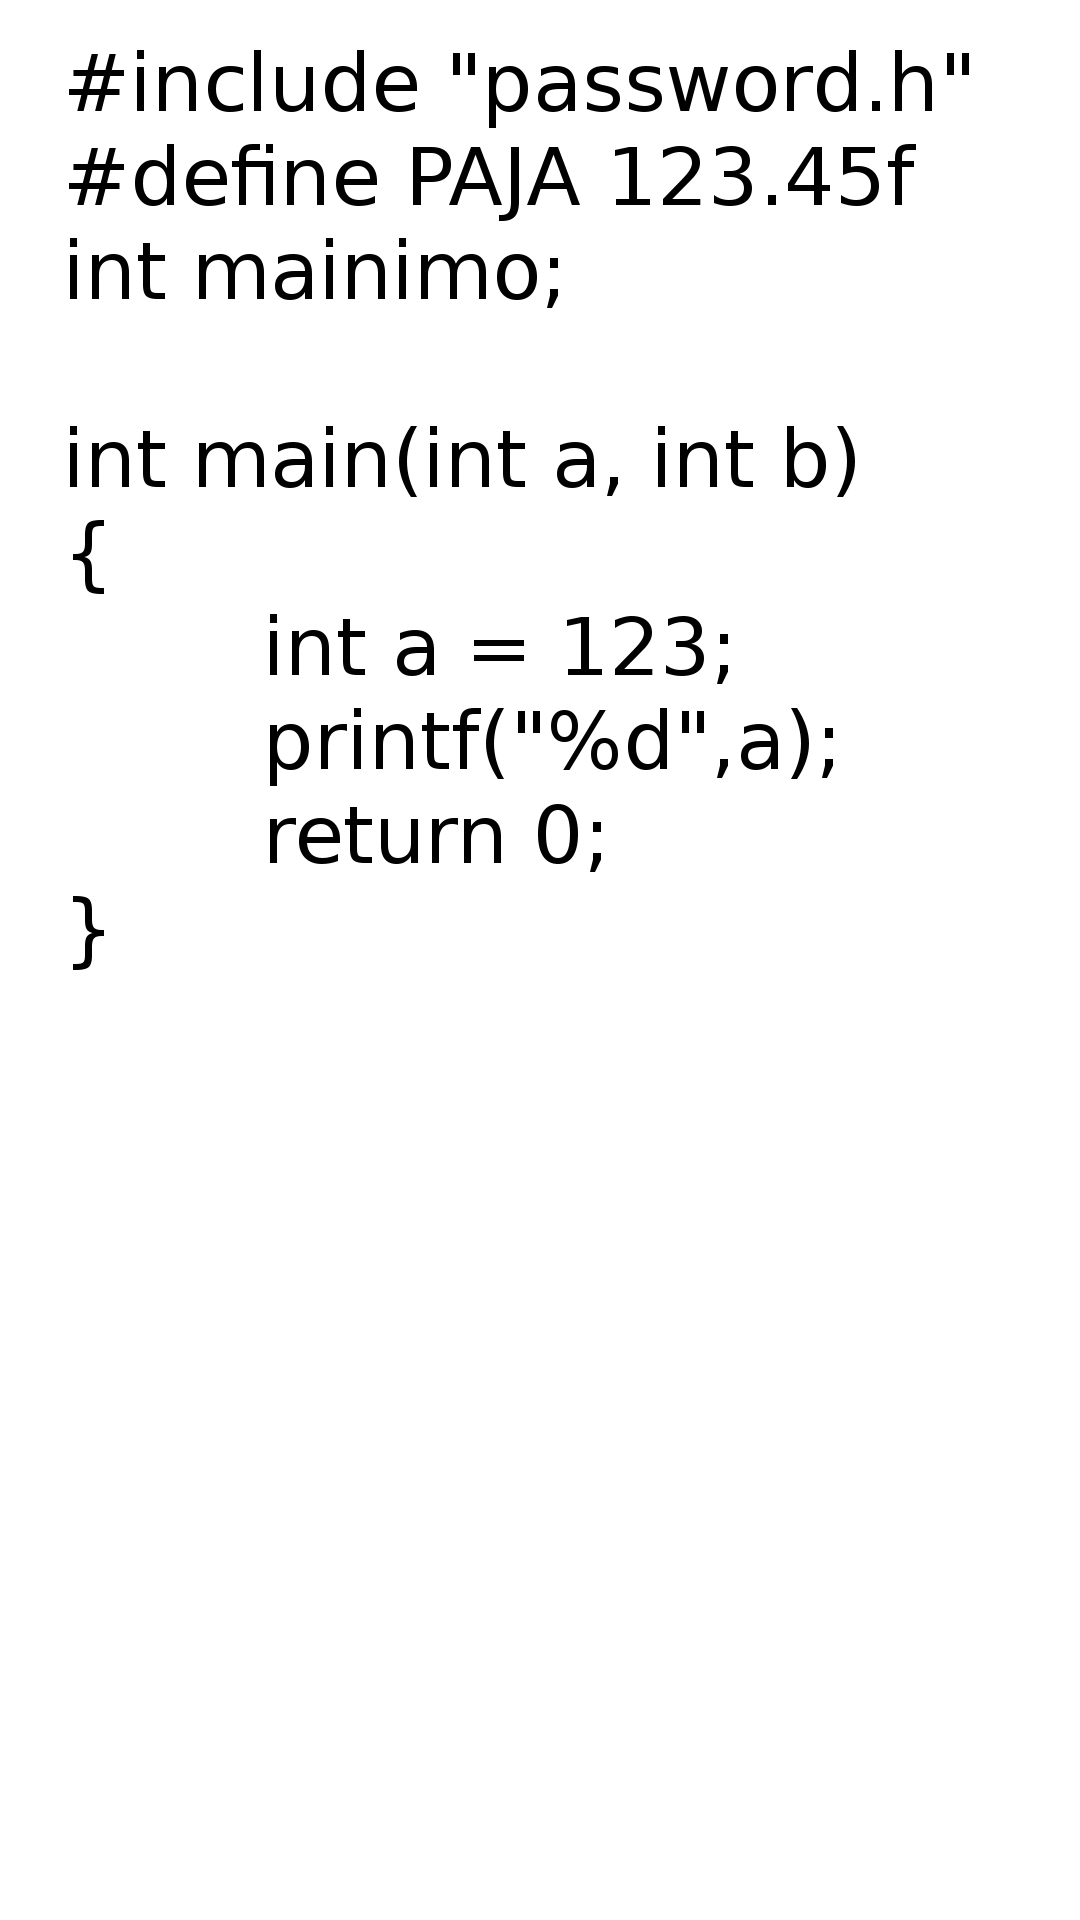 #include "password.h"
#define PAJA 123.45f
int mainimo;

int main(int a, int b)
{
        int a = 123;
        printf("%d",a);
        return 0;
}